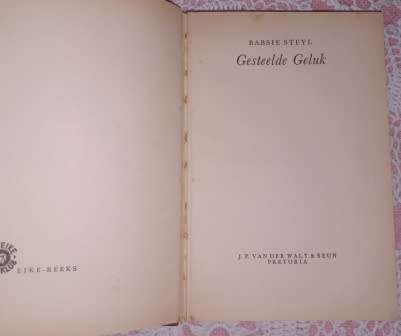 EIKE-REEKS
BABSIE STEYL
Gesteelde Geluk
J. P. VAN DER WALT & SEUN
PRETORIA